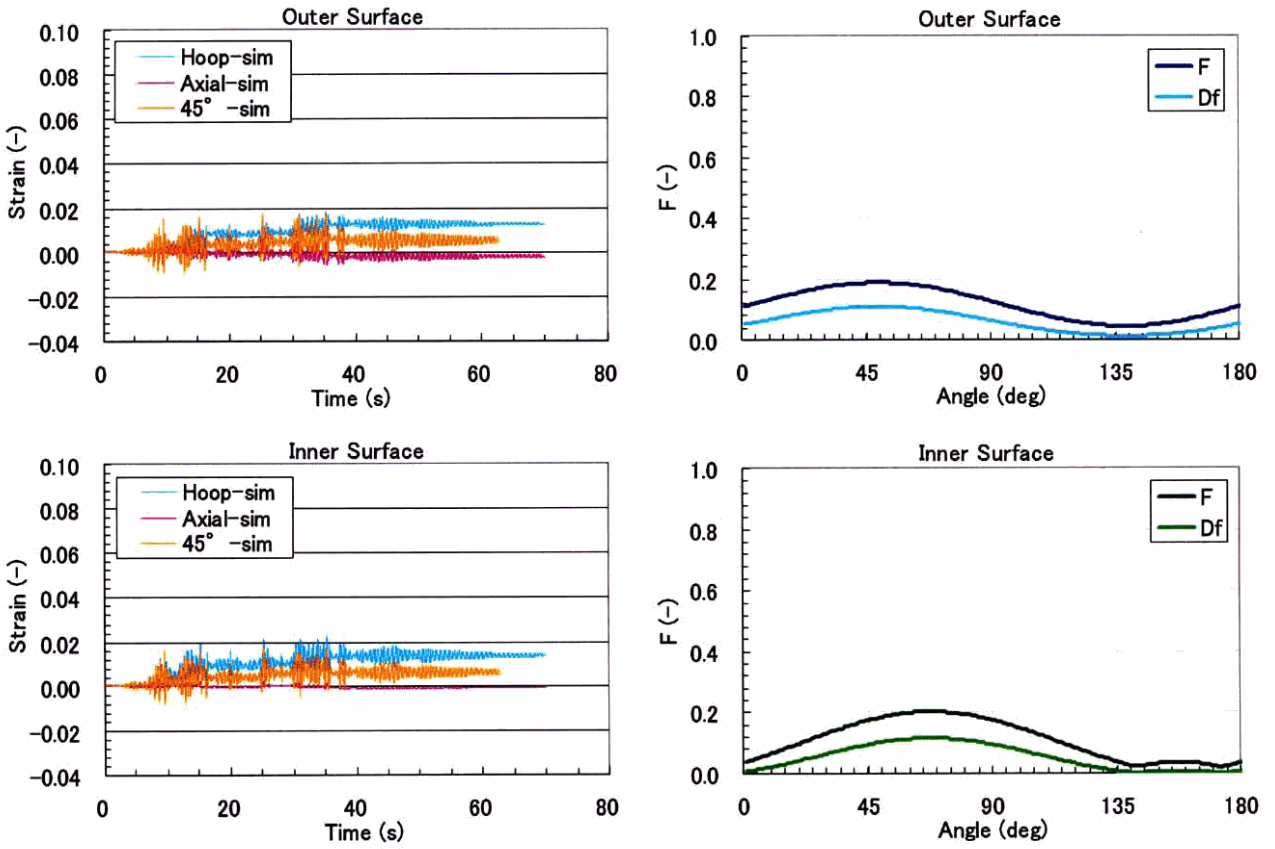 Outer Surface
0.10
0.08
0.06
0.04
0.02
0.00
-0.02
-0.04
Strain (-)
Hoop-sim
Axial-sim
45° -sim
0 20 40 60 80
Time (s)
Outer Surface
1.0
0.8
0.6
0.4
0.2
0.0
F (-)
F
Df
0 45 90 135 180
Angle (deg)
Inner Surface
0.10
0.08
0.06
0.04
0.02
0.00
-0.02
-0.04
Strain (-)
Hoop-sim
Axial-sim
45° -sim
0 20 40 60 80
Time (s)
Inner Surface
1.0
0.8
0.6
0.4
0.2
0.0
F (-)
F
Df
0 45 90 135 180
Angle (deg)